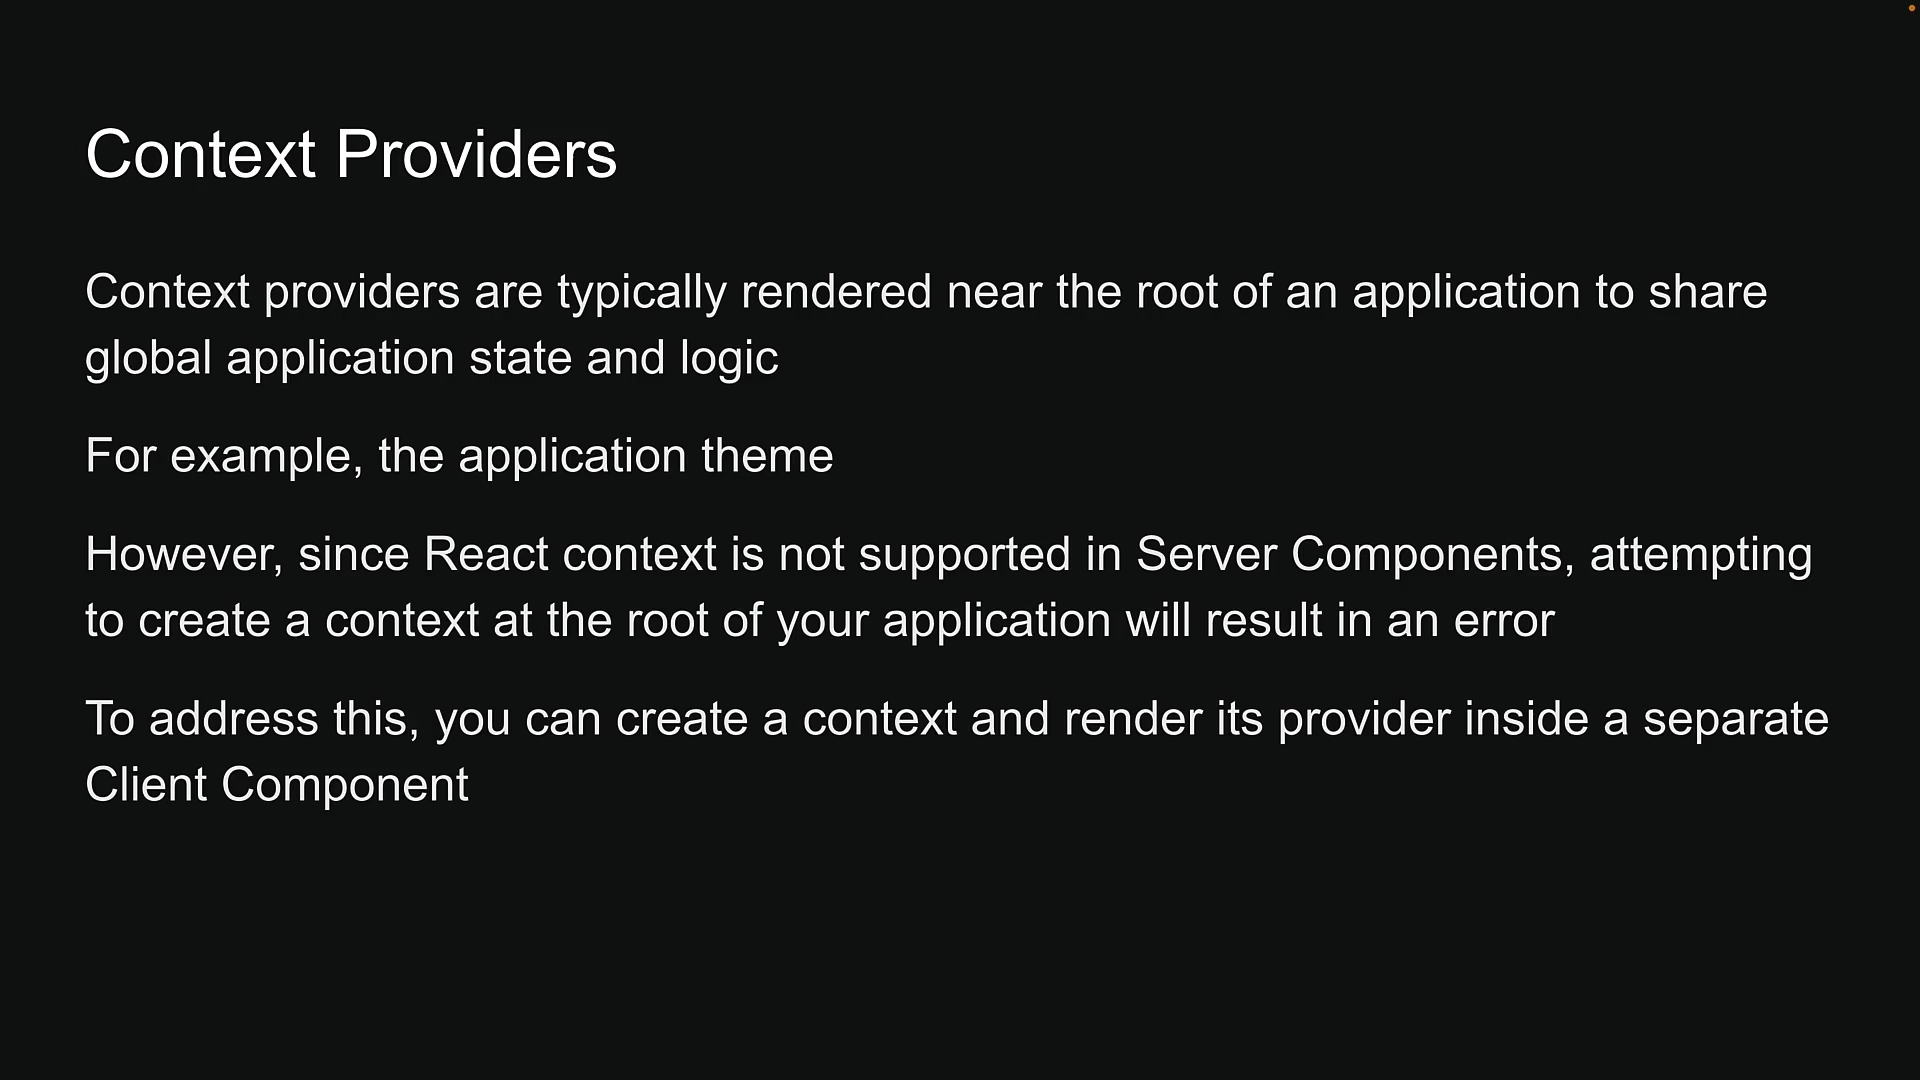 Context Providers
Context providers are typically rendered near the root of an application to share
global application state and logic
For example, the application theme
However, since React context is not supported in Server Components, attempting
to create a context at the root of your application will result in an error
To address this, you can create a context and render its provider inside a separate
Client Component